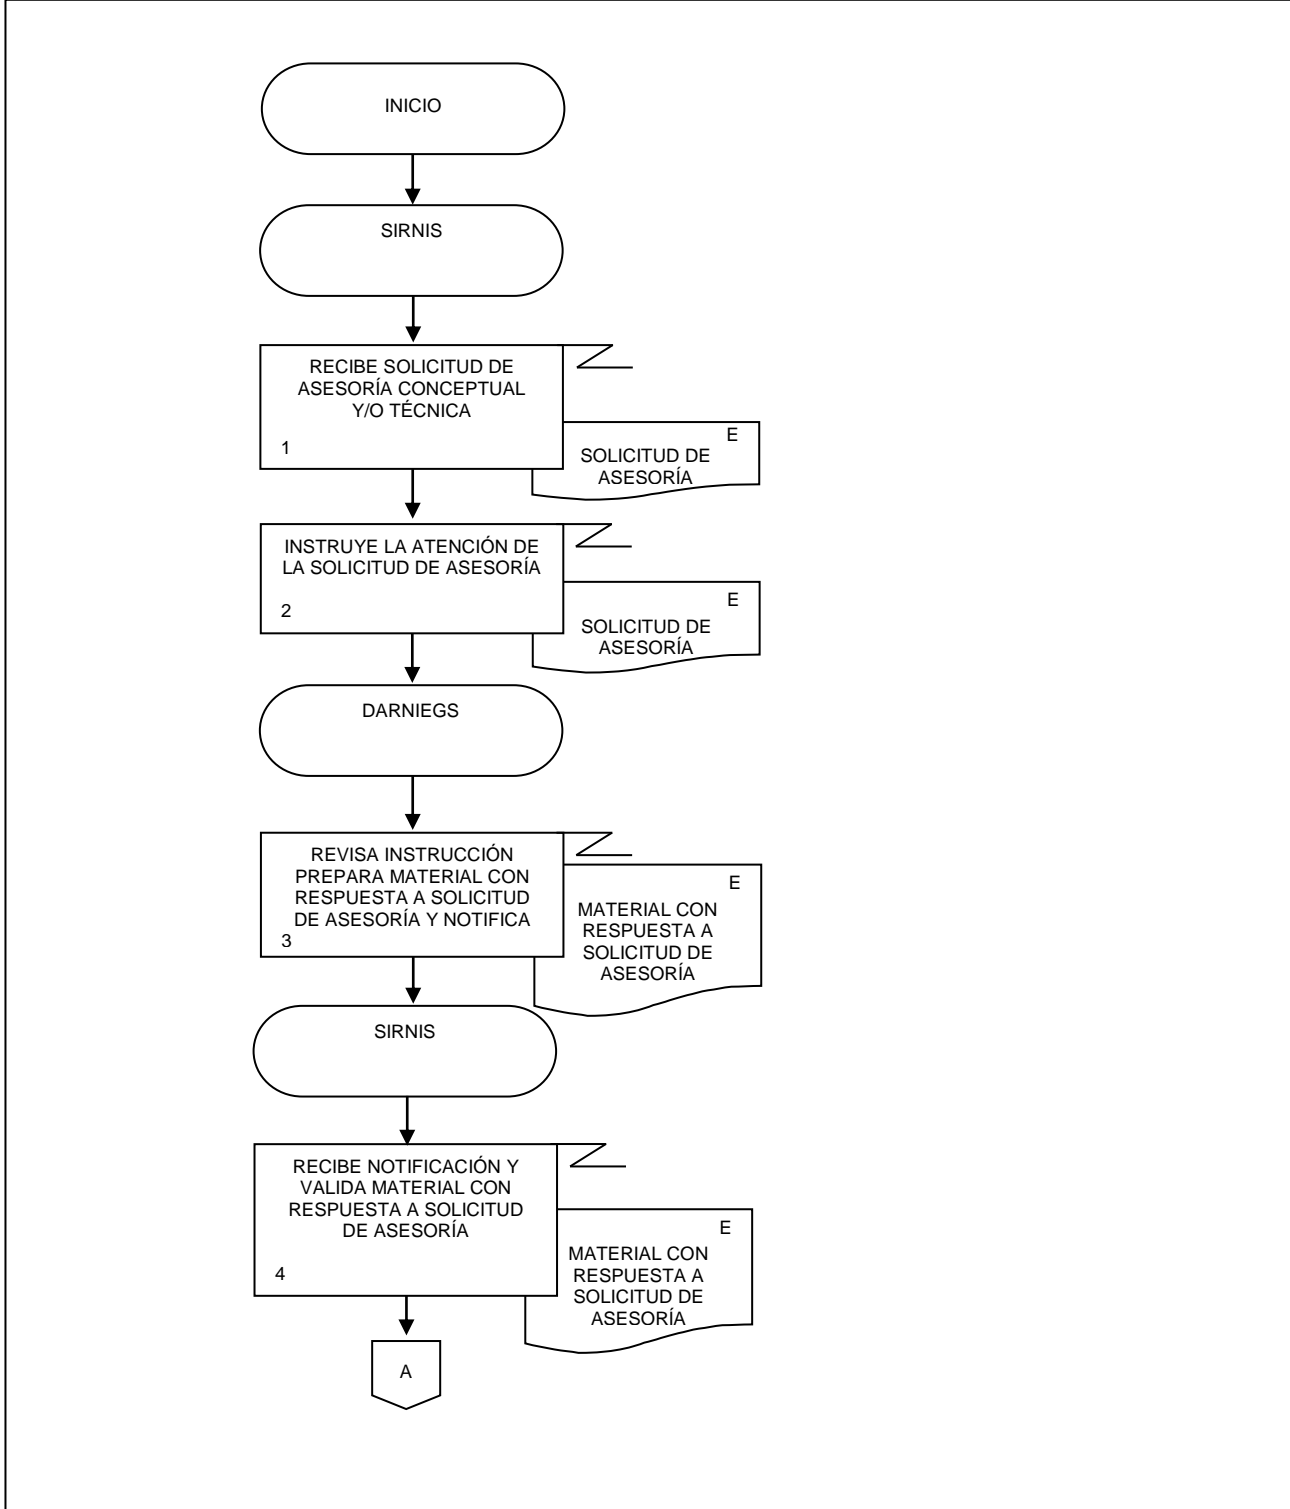 INICIO
SIRNIS
RECIBE SOLICITUD DE
ASESORÍA CONCEPTUAL
Y/O TÉCNICA
1
E
SOLICITUD DE
ASESORÍA
INSTRUYE LA ATENCIÓN DE
LA SOLICITUD DE ASESORÍA
2
E
SOLICITUD DE
ASESORÍA
DARNIEGS
REVISA INSTRUCCIÓN
PREPARA MATERIAL CON
RESPUESTA A SOLICITUD
DE ASESORÍA Y NOTIFICA
3
E
MATERIAL CON
RESPUESTA A
SOLICITUD DE
ASESORÍA
SIRNIS
RECIBE NOTIFICACIÓN Y
VALIDA MATERIAL CON
RESPUESTA A SOLICITUD
DE ASESORÍA
4
E
MATERIAL CON
RESPUESTA A
SOLICITUD DE
ASESORÍA
A